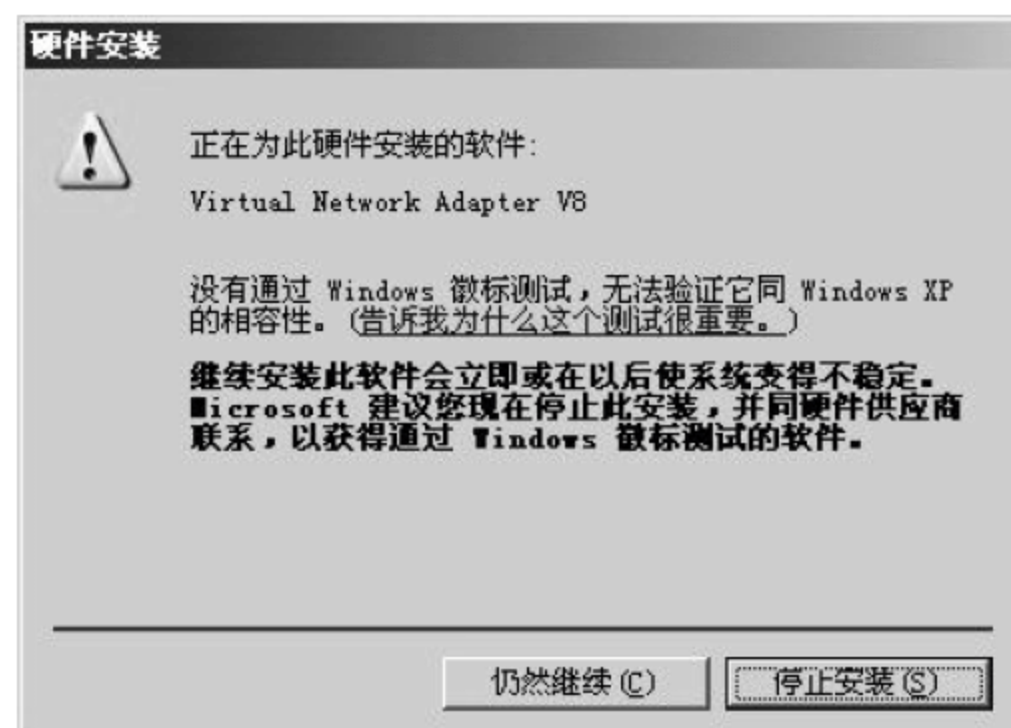 硬件安装
正在为此硬件安装的软件:
Virtual Network Adapter V8
没有通过 Windows 徽标测试，无法验证它同 Windows XP
的相容性。(告诉我为什么这个测试很重要。)
继续安装此软件会立即或在以后使系统变得不稳定。
Microsoft 建议您现在停止此安装，并同硬件供应商
联系，以获得通过 Windows 徽标测试的软件。
仍然继续(C)
停止安装(S)